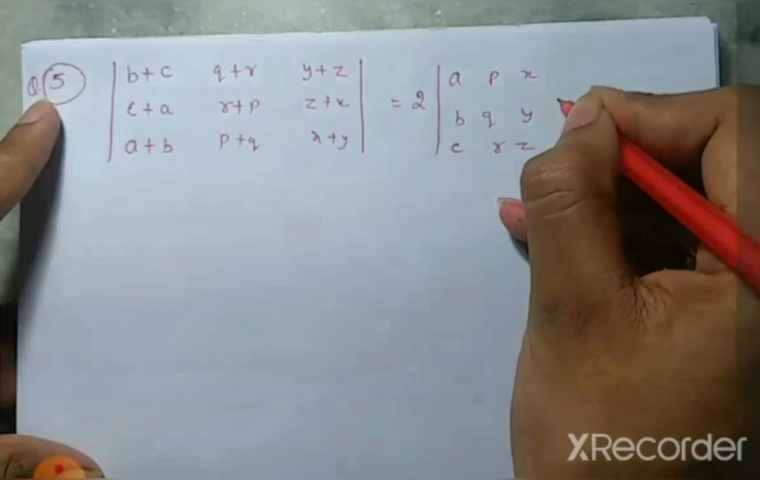 Q. 5 | b+c q+r y+z |
| c+a r+p z+x | = 2 | a p x
| a+b p+q x+y | | b q y
| c r z
XRecorder